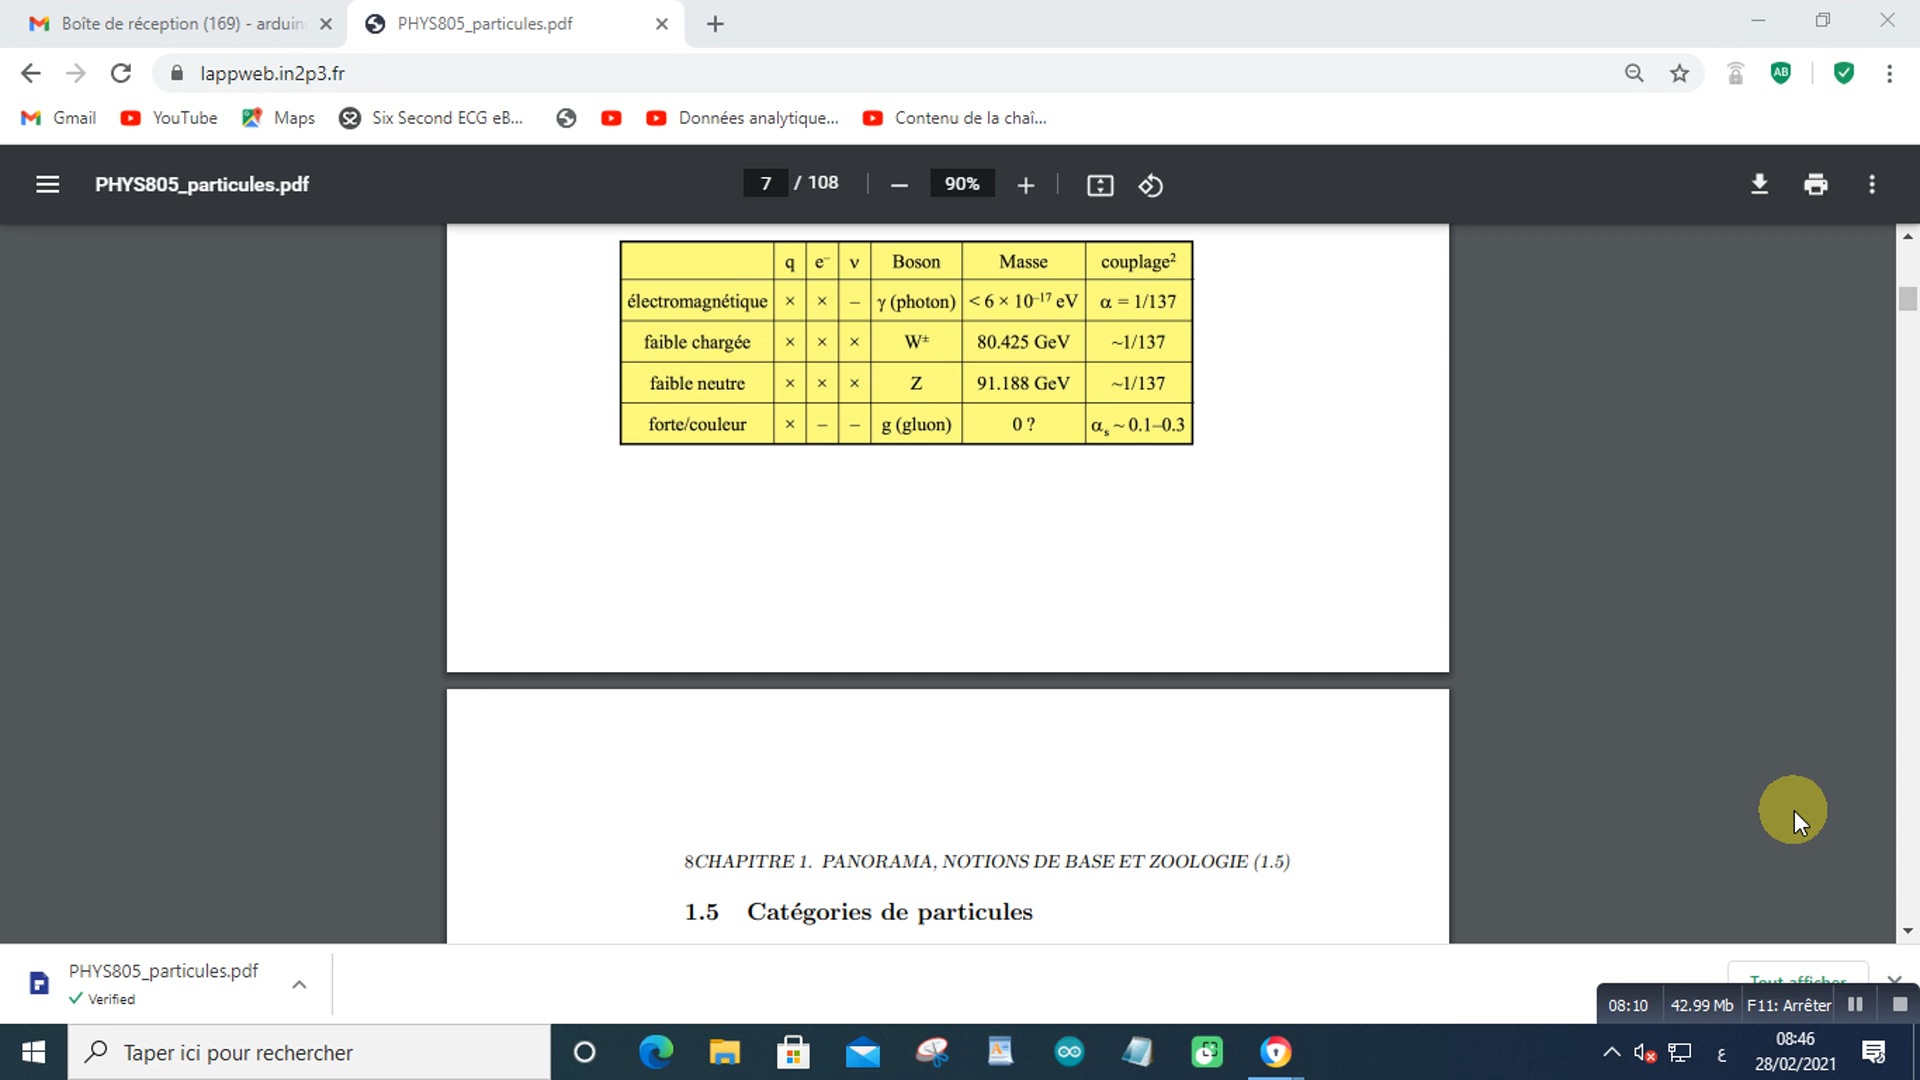 Boîte de réception (169) - arduin
PHYS805_particules.pdf
lappweb.in2p3.fr
AB
Gmail
YouTube
Maps
Six Second ECG eB...
Données analytique...
Contenu de la chaî...
PHYS805_particules.pdf
7 / 108
90%
q e⁻ ν Boson Masse couplage²
électromagnétique × × – γ (photon) < 6 × 10⁻¹⁷ eV α = 1/137
faible chargée × × × W± 80.425 GeV ~1/137
faible neutre × × × Z 91.188 GeV ~1/137
forte/couleur × – – g (gluon) 0 ? αs ~ 0.1–0.3
8CHAPITRE 1. PANORAMA, NOTIONS DE BASE ET ZOOLOGIE (1.5)
1.5 Catégories de particules
PHYS805_particules.pdf
Verified
Tout afficher
08:10 42.99 Mb F11: Arrêter
Taper ici pour rechercher
ع
08:46
28/02/2021